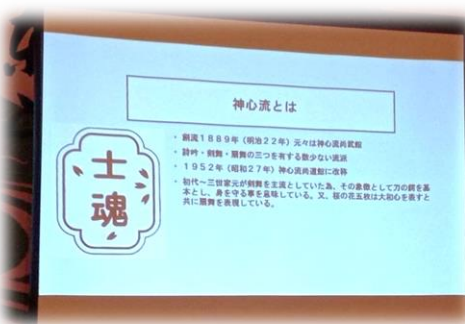 神心流とは
・ 創流1889年（明治22年）元々は神心流尚武館
・ 詩吟・剣舞・扇舞の三つを有する数少ない流派
・ 1952年（昭和27年）神心流尚道館に改称
・ 初代～三世家元が剣舞を主流としていた為、その象徴として刀の鍔を基
本とし、身を守る事を意味している。又、桜の花五枚は大和心を表すと
共に扇舞を表現している。
士魂